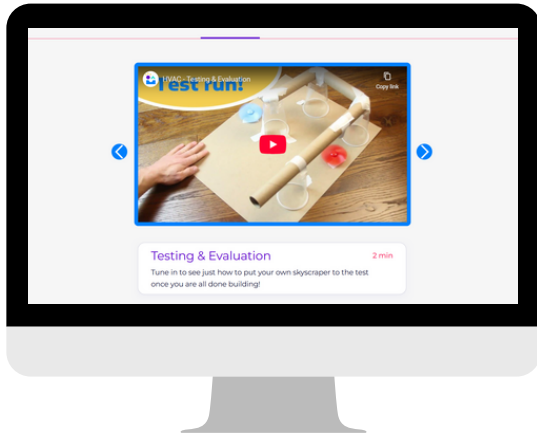 HVAC - Testing & Evaluation
Test run!
Copy link
Testing & Evaluation
2 min
Tune in to see just how to put your own skyscraper to the test
once you are all done building!